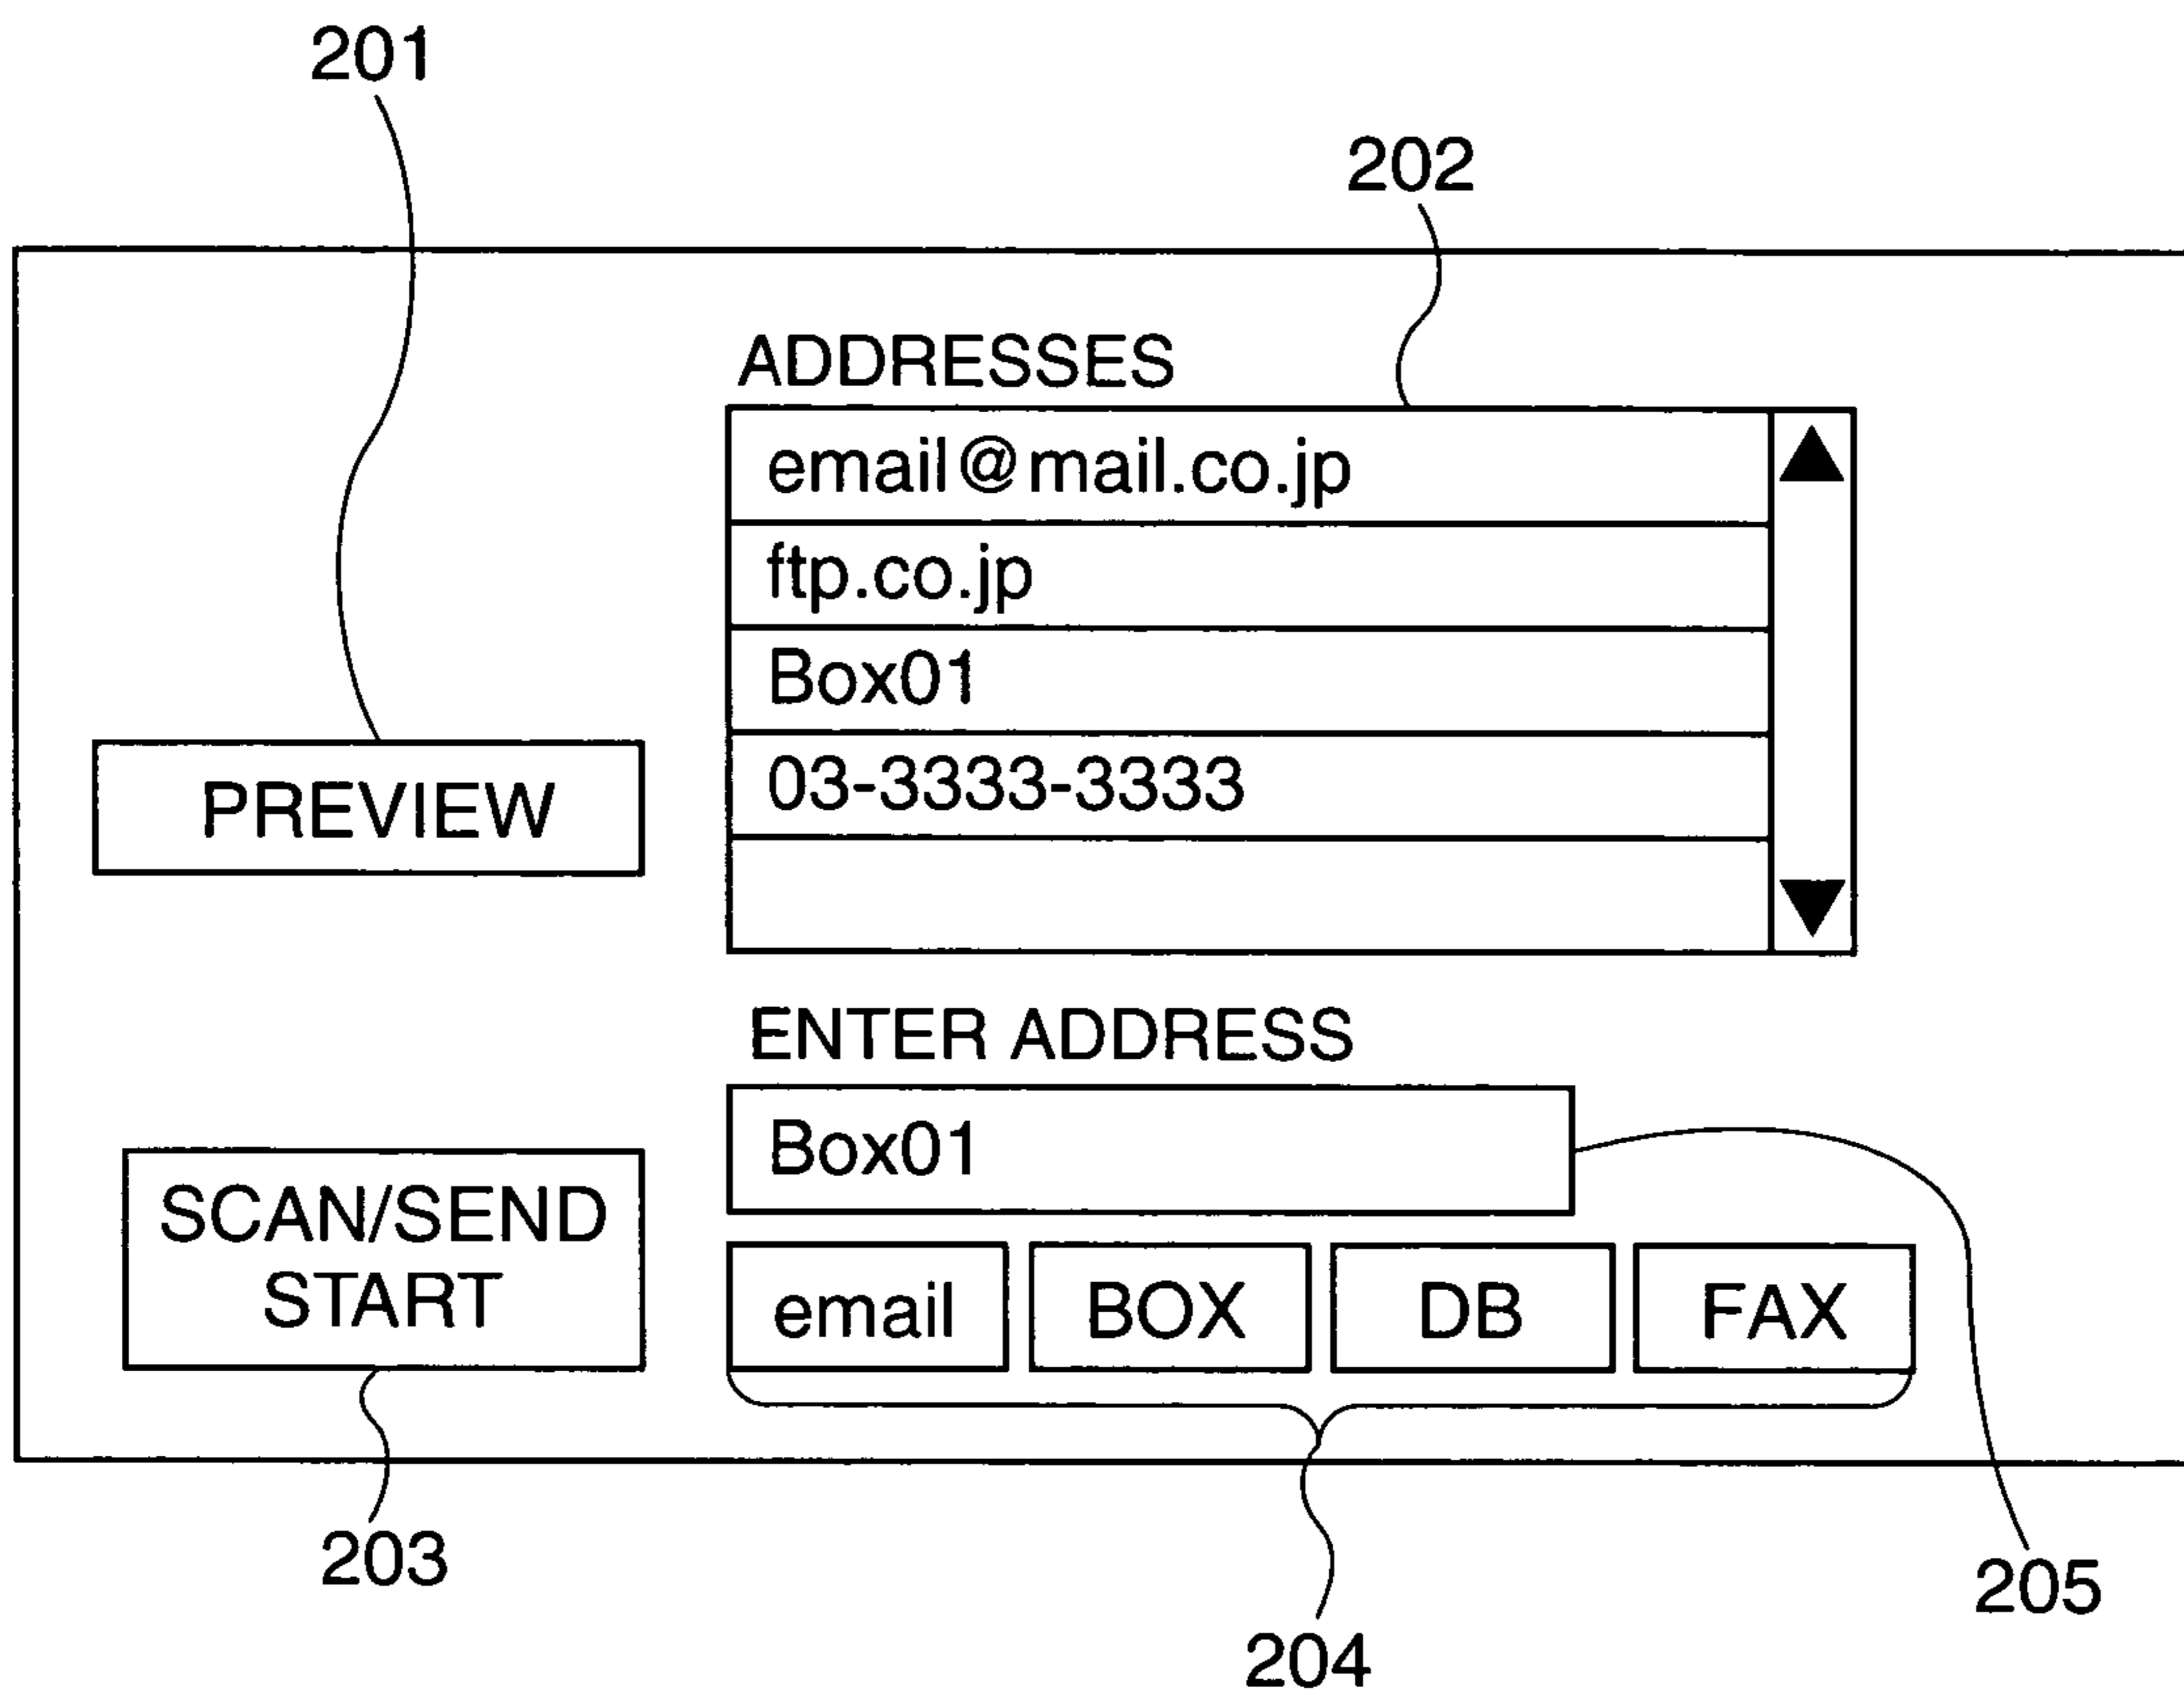 201
202
ADDRESSES
email@mail.co.jp
ftp.co.jp
Box01
03-3333-3333
PREVIEW
ENTER ADDRESS
Box01
SCAN/SEND
START
email BOX DB FAX
203
204
205